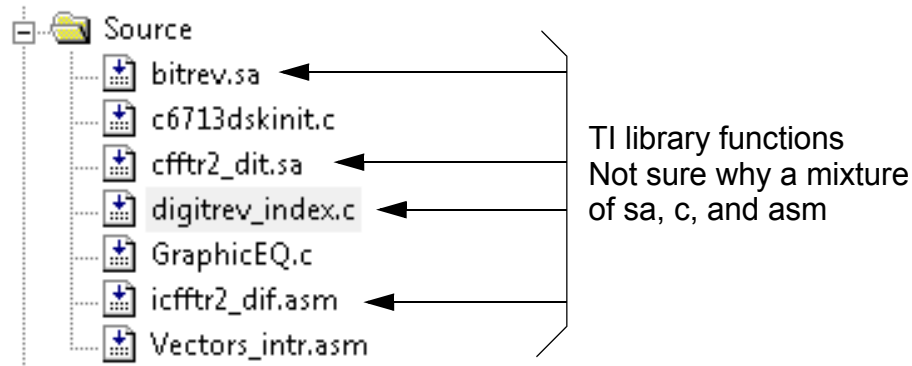 Source
bitrev.sa
c6713dskinit.c
cfftr2_dit.sa
digitrev_index.c
GraphicEQ.c
icfftr2_dif.asm
Vectors_intr.asm
TI library functions
Not sure why a mixture
of sa, c, and asm